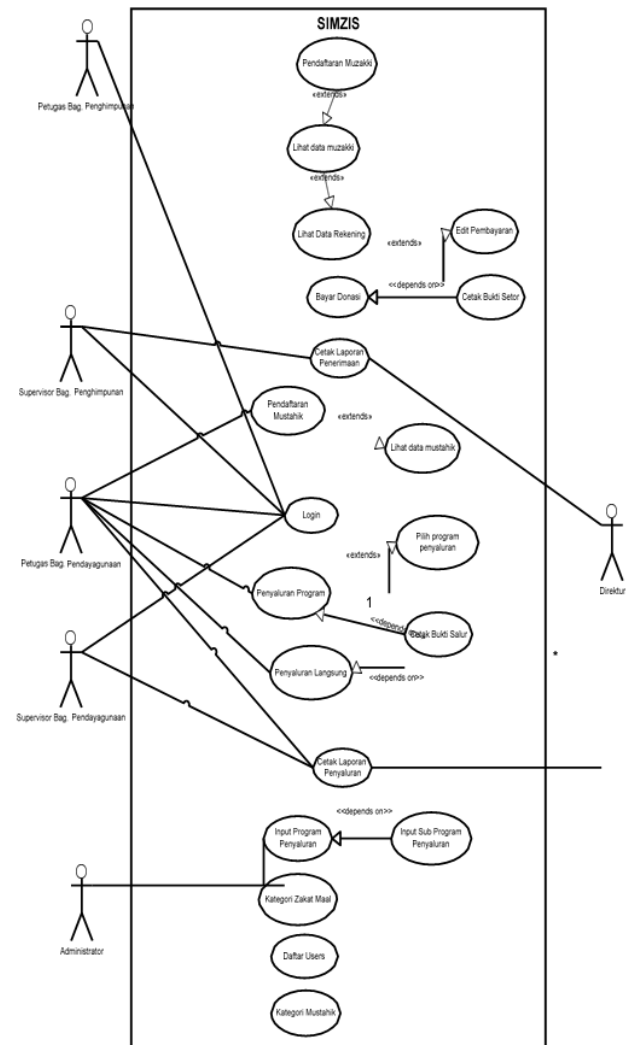 SIMZIS
Pendaftaran Muzakki
«extends»
Petugas Bag. Penghimpunan
Lihat data muzakki
«extends»
Lihat Data Rekening
«extends»
Edit Pembayaran
<<depends on>>
Bayar Donasi
Cetak Bukti Setor
Cetak Laporan
Penerimaan
Supervisor Bag. Penghimpunan
Pendaftaran
Mustahik
«extends»
Lihat data mustahik
Login
Pilih program
penyaluran
«extends»
Petugas Bag. Pendayagunaan
Direktur
Penyaluran Program
1
<<depends on>>
Cetak Bukti Salur
*
Penyaluran Langsung
<<depends on>>
Supervisor Bag. Pendayagunaan
Cetak Laporan
Penyaluran
<<depends on>>
Input Program
Penyaluran
Input Sub Program
Penyaluran
Kategori Zakat Maal
Administrator
Daftar Users
Kategori Mustahik